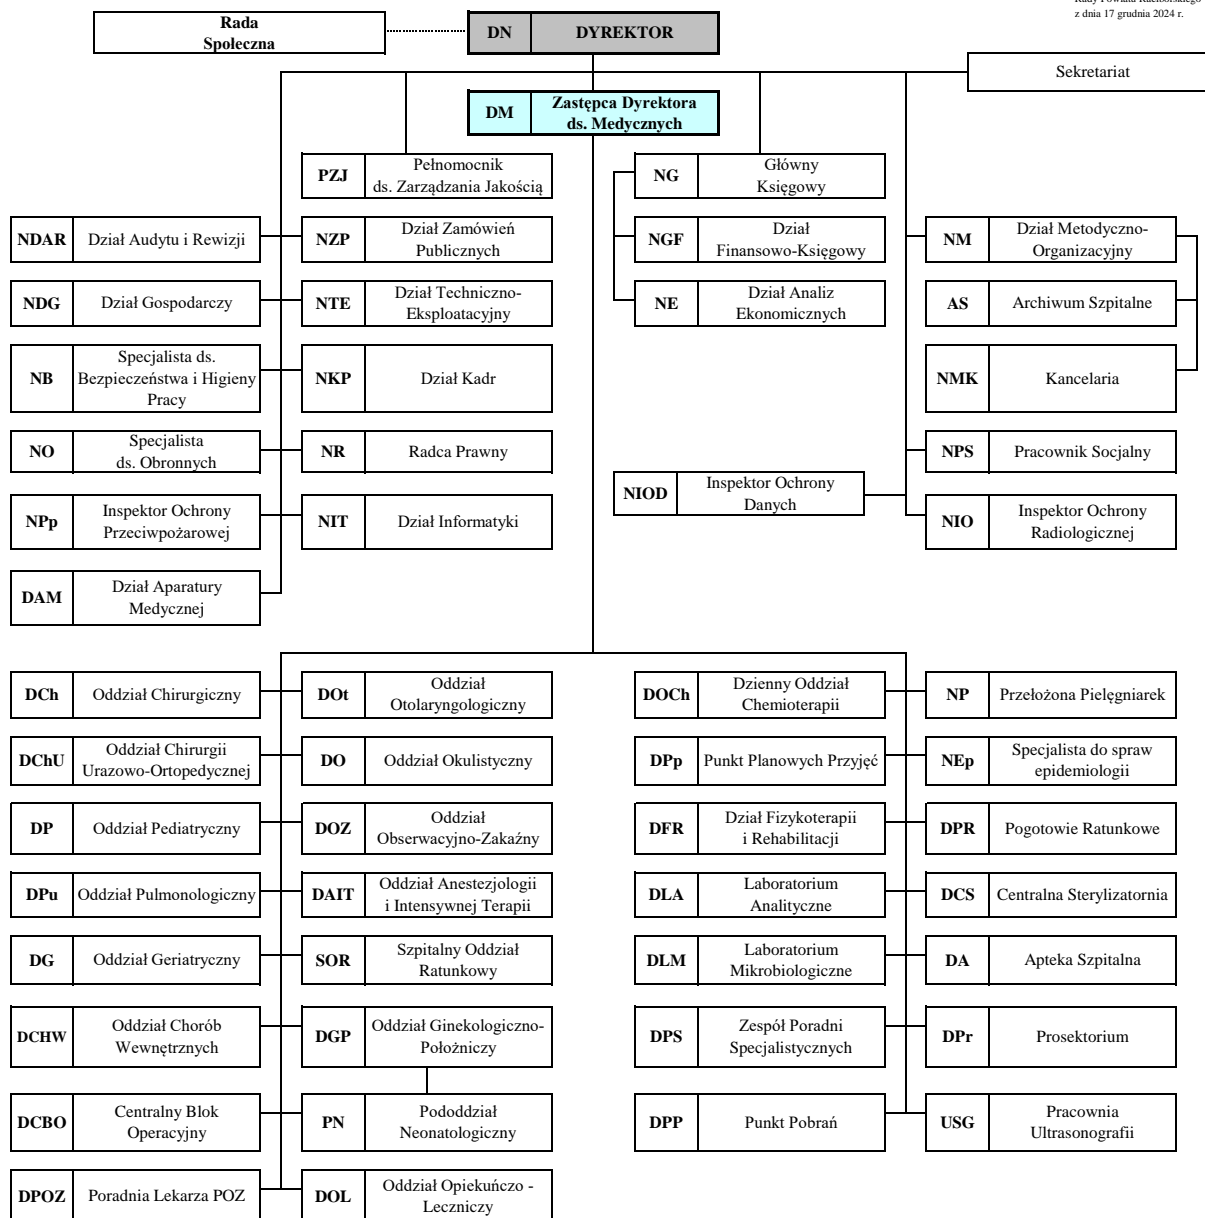 Rady Powiatu Raciborskiego
z dnia 17 grudnia 2024 r.
Rada
Społeczna
DN
DYREKTOR
Sekretariat
DM
Zastępca Dyrektora
ds. Medycznych
PZJ
Pełnomocnik
ds. Zarządzania Jakością
NG
Główny
Księgowy
NDAR
Dział Audytu i Rewizji
NZP
Dział Zamówień
Publicznych
NGF
Dział
Finansowo-Księgowy
NM
Dział Metodyczno-
Organizacyjny
NDG
Dział Gospodarczy
NTE
Dział Techniczno-
Eksploatacyjny
NE
Dział Analiz
Ekonomicznych
AS
Archiwum Szpitalne
NB
Specjalista ds.
Bezpieczeństwa i Higieny
Pracy
NKP
Dział Kadr
NMK
Kancelaria
NO
Specjalista
ds. Obronnych
NR
Radca Prawny
NPS
Pracownik Socjalny
NIOD
Inspektor Ochrony
Danych
NPp
Inspektor Ochrony
Przeciwpożarowej
NIT
Dział Informatyki
NIO
Inspektor Ochrony
Radiologicznej
DAM
Dział Aparatury
Medycznej
DCh
Oddział Chirurgiczny
DOt
Oddział
Otolaryngologiczny
DOCh
Dzienny Oddział
Chemioterapii
NP
Przełożona Pielęgniarek
DChU
Oddział Chirurgii
Urazowo-Ortopedycznej
DO
Oddział Okulistyczny
DPp
Punkt Planowych Przyjęć
NEp
Specjalista do spraw
epidemiologii
DP
Oddział Pediatryczny
DOZ
Oddział
Obserwacyjno-Zakaźny
DFR
Dział Fizykoterapii
i Rehabilitacji
DPR
Pogotowie Ratunkowe
DPu
Oddział Pulmonologiczny
DAIT
Oddział Anestezjologii
i Intensywnej Terapii
DLA
Laboratorium
Analityczne
DCS
Centralna Sterylizatornia
DG
Oddział Geriatryczny
SOR
Szpitalny Oddział
Ratunkowy
DLM
Laboratorium
Mikrobiologiczne
DA
Apteka Szpitalna
DCHW
Oddział Chorób
Wewnętrznych
DGP
Oddział Ginekologiczno-
Położniczy
DPS
Zespół Poradni
Specjalistycznych
DPr
Prosektorium
DCBO
Centralny Blok
Operacyjny
PN
Pododdział
Neonatologiczny
DPP
Punkt Pobrań
USG
Pracownia
Ultrasonografii
DPOZ
Poradnia Lekarza POZ
DOL
Oddział Opiekuńczo -
Leczniczy